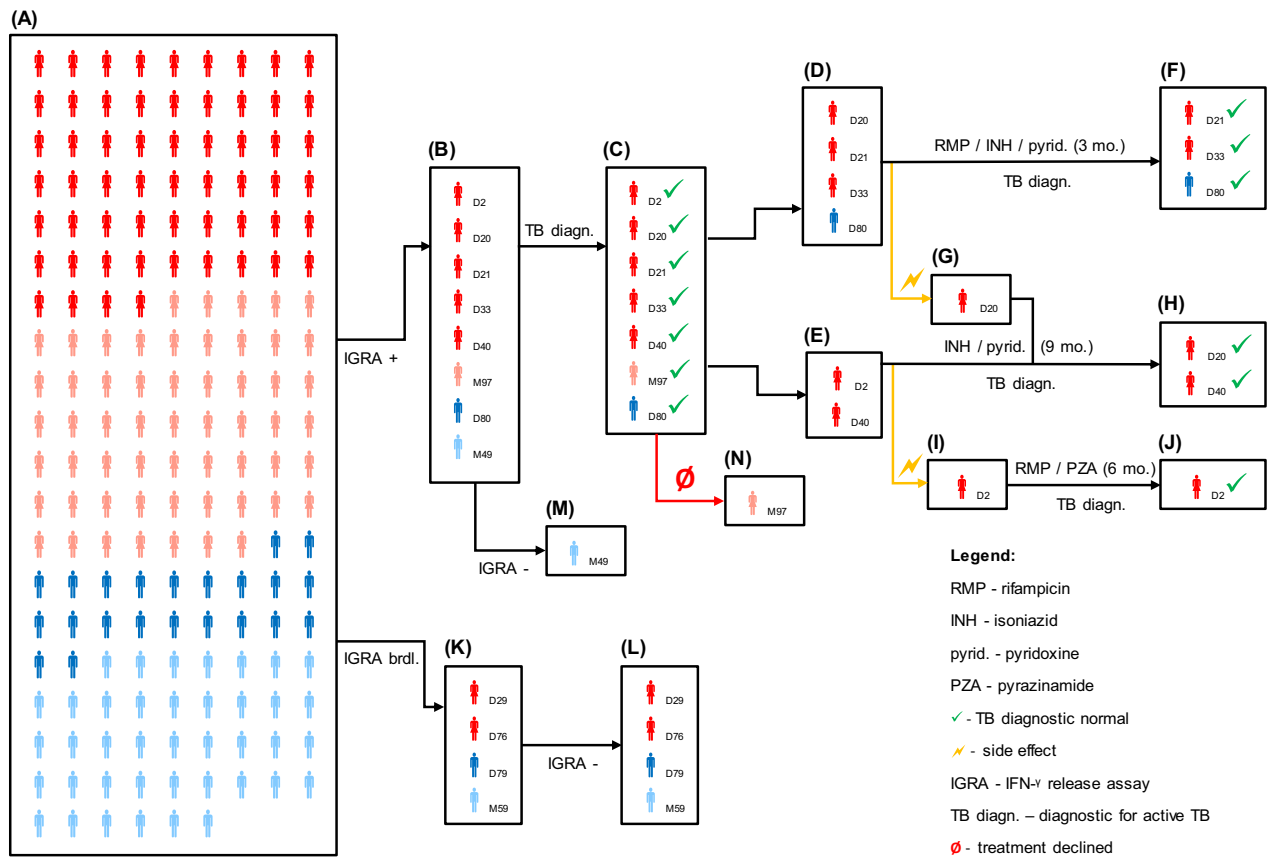 (A)
IGRA +
IGRA brdl.
(B)
D2
D20
D21
D33
D40
M97
D80
M49
TB diagn.
(C)
D2
D20
D21
D33
D40
M97
D80
(D)
D20
D21
D33
D80
RMP / INH / pyrid. (3 mo.)
TB diagn.
(F)
D21
D33
D80
(G)
D20
(E)
D2
D40
INH / pyrid. (9 mo.)
TB diagn.
(H)
D20
D40
(I)
D2
RMP / PZA (6 mo.)
TB diagn.
(J)
D2
Ø
(N)
M97
IGRA -
(M)
M49
(K)
D29
D76
D79
M59
IGRA -
(L)
D29
D76
D79
M59
Legend:
RMP - rifampicin
INH - isoniazid
pyrid. - pyridoxine
PZA - pyrazinamide
✓ - TB diagnostic normal
- side effect
IGRA - IFN-γ release assay
TB diagn. – diagnostic for active TB
Ø - treatment declined